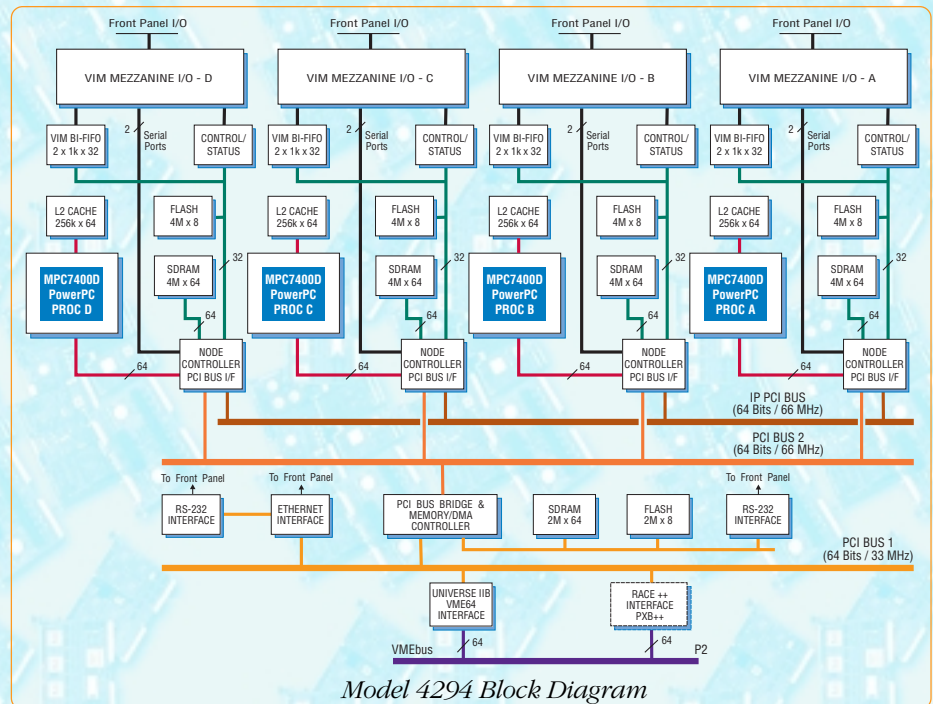 Front Panel I/O
Front Panel I/O
Front Panel I/O
Front Panel I/O
VIM MEZZANINE I/O - D
VIM MEZZANINE I/O - C
VIM MEZZANINE I/O - B
VIM MEZZANINE I/O - A
VIM BI-FIFO
2 x 1k x 32
2
Serial
Ports
CONTROL/
STATUS
VIM BI-FIFO
2 x 1k x 32
2
Serial
Ports
CONTROL/
STATUS
VIM BI-FIFO
2 x 1k x 32
2
Serial
Ports
CONTROL/
STATUS
VIM BI-FIFO
2 x 1k x 32
2
Serial
Ports
CONTROL/
STATUS
L2 CACHE
256k x 64
FLASH
4M x 8
L2 CACHE
256k x 64
FLASH
4M x 8
L2 CACHE
256k x 64
FLASH
4M x 8
L2 CACHE
256k x 64
FLASH
4M x 8
MPC7400D
PowerPC
PROC D
SDRAM
4M x 64
32
64
MPC7400D
PowerPC
PROC C
SDRAM
4M x 64
32
64
MPC7400D
PowerPC
PROC B
SDRAM
4M x 64
32
64
MPC7400D
PowerPC
PROC A
SDRAM
4M x 64
32
64
64
NODE
CONTROLLER
PCI BUS I/F
64
NODE
CONTROLLER
PCI BUS I/F
64
NODE
CONTROLLER
PCI BUS I/F
64
NODE
CONTROLLER
PCI BUS I/F
IP PCI BUS
(64 Bits / 66 MHz)
PCI BUS 2
(64 Bits / 66 MHz)
To Front Panel
To Front Panel
To Front Panel
RS-232
INTERFACE
ETHERNET
INTERFACE
PCI BUS BRIDGE &
MEMORY/DMA
CONTROLLER
SDRAM
2M x 64
FLASH
2M x 8
RS-232
INTERFACE
PCI BUS 1
(64 Bits / 33 MHz)
UNIVERSE IIB
VME64
INTERFACE
RACE ++
INTERFACE
PXB++
64
64
VMEbus
P2
Model 4294 Block Diagram